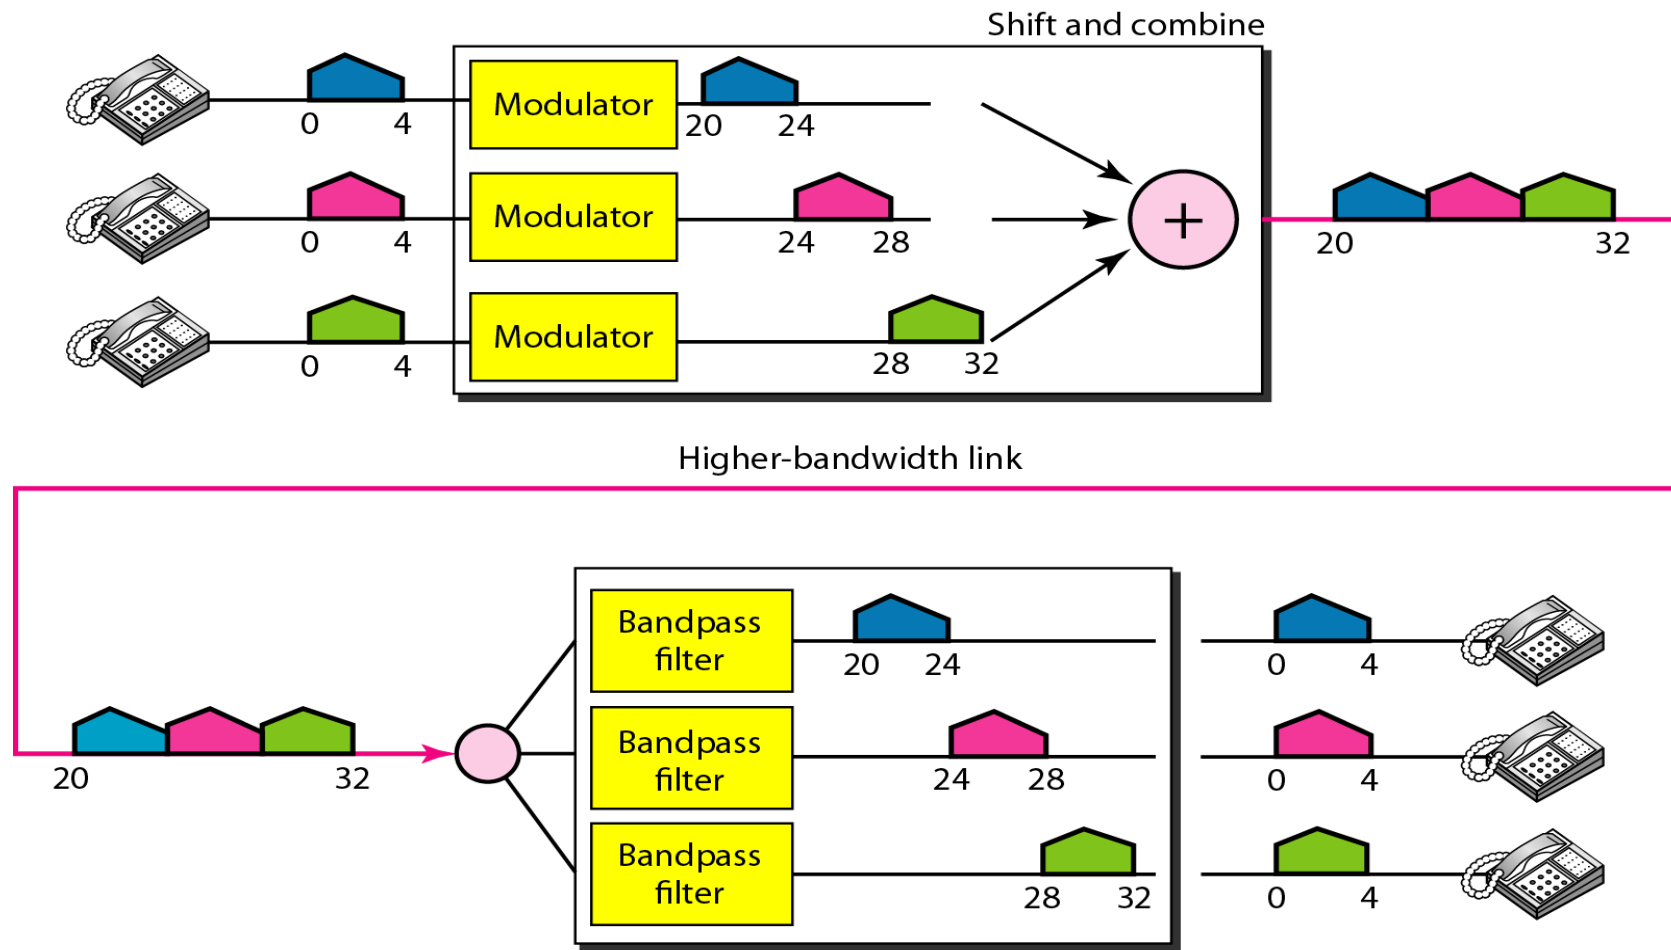 Shift and combine
Modulator
0 4
20 24
Modulator
0 4
24 28
+
20 32
Modulator
0 4
28 32
Higher-bandwidth link
Bandpass
filter
20 24
0 4
Bandpass
filter
20 32
24 28
0 4
Bandpass
filter
28 32
0 4